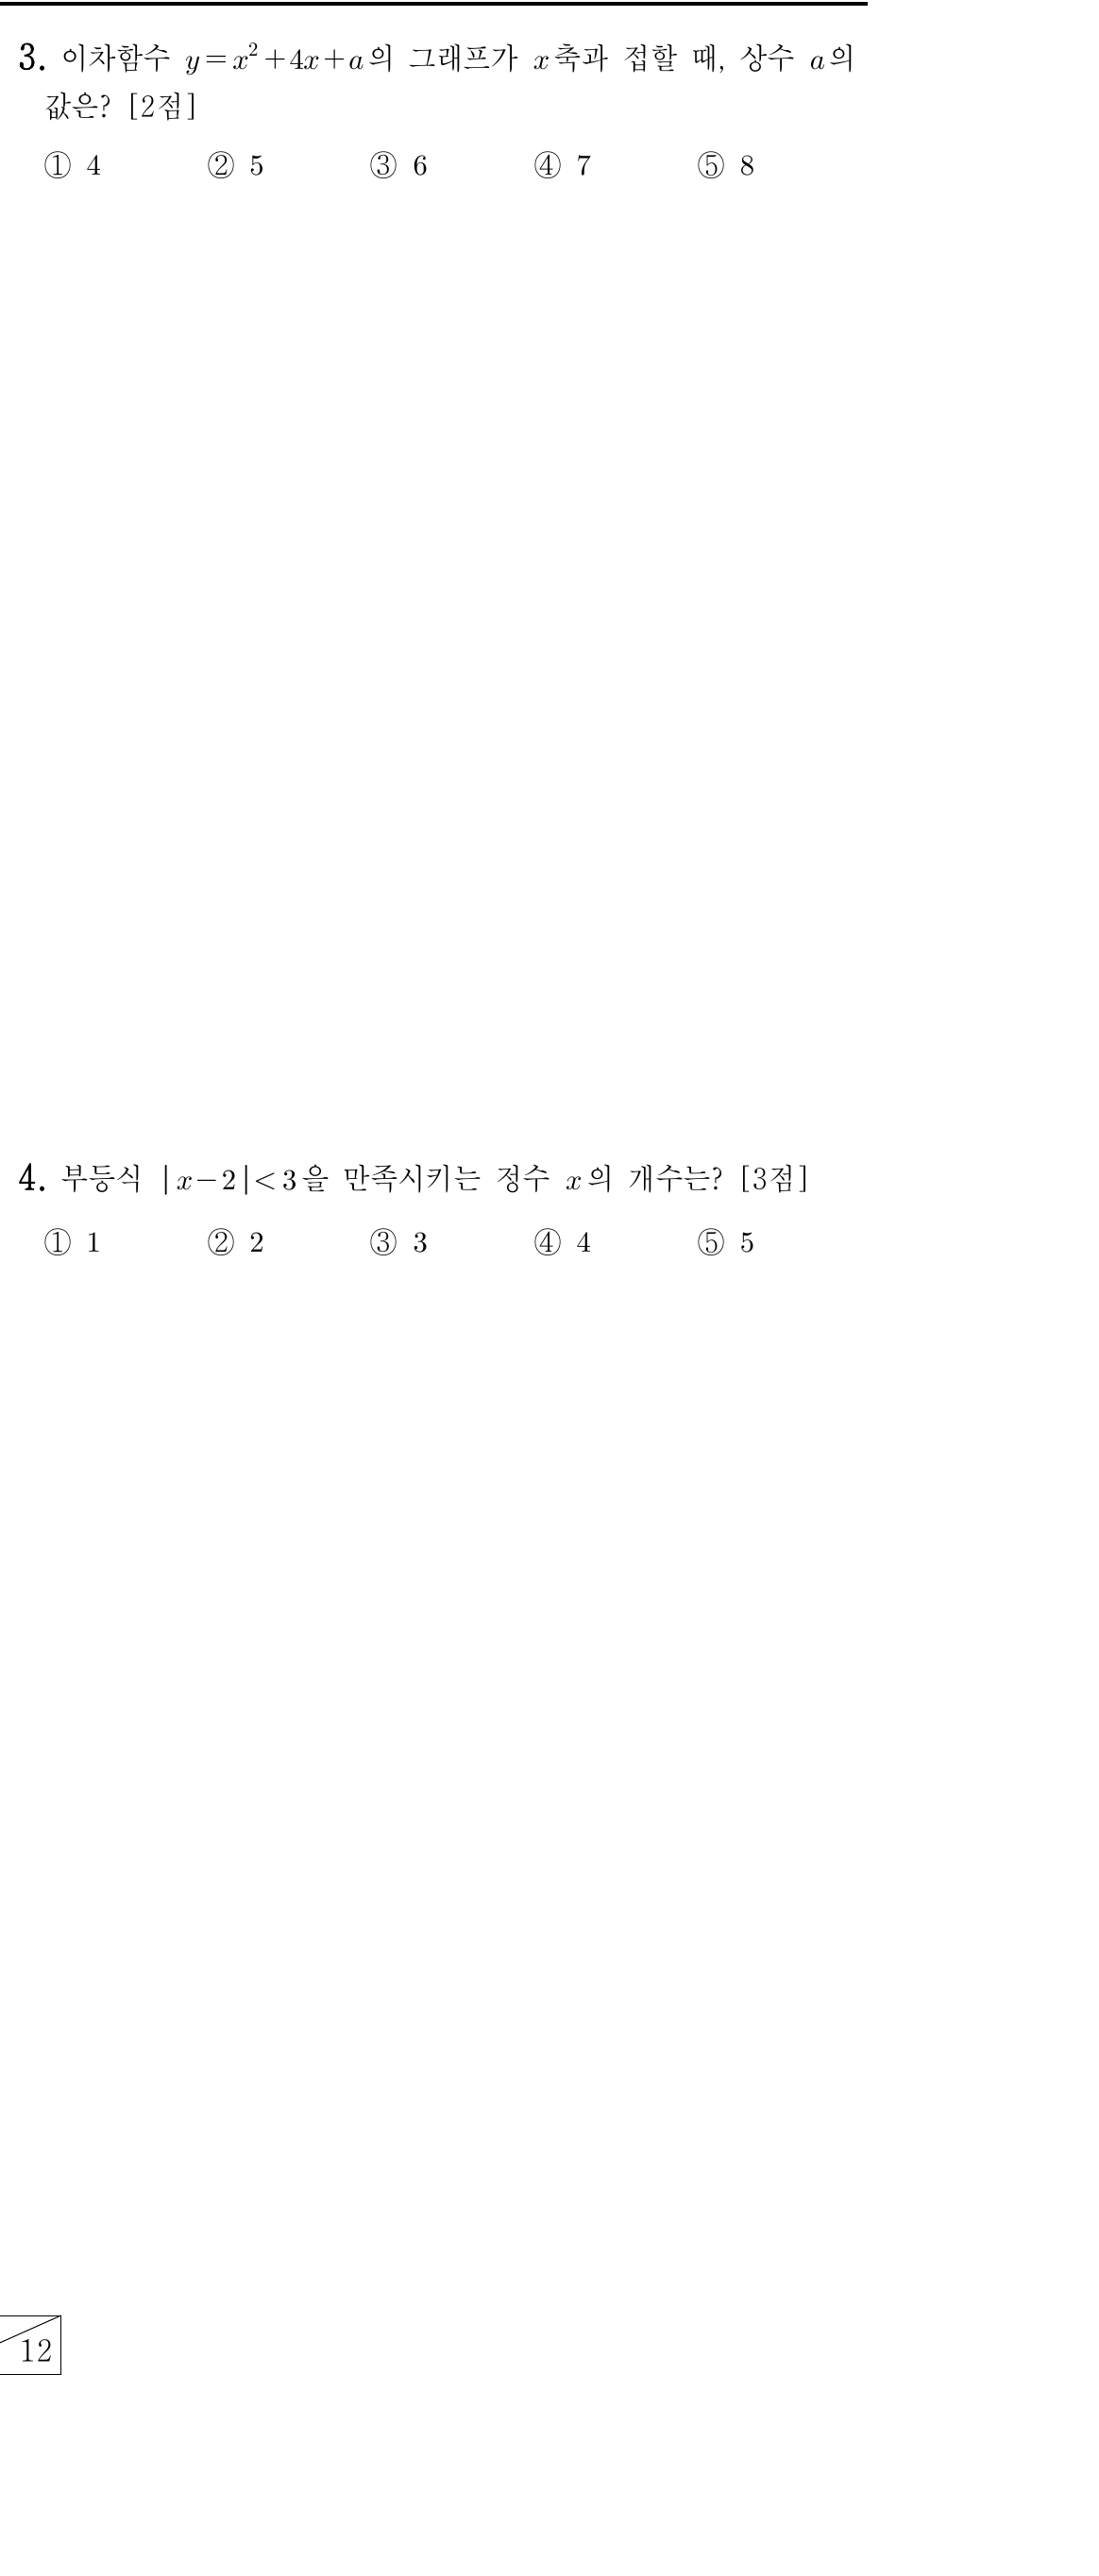 3. 이차함수 y=x²+4x+a의 그래프가 x축과 접할 때, 상수 a의
값은? [2점]
① 4 ② 5 ③ 6 ④ 7 ⑤ 8
4. 부등식 |x-2|<3을 만족시키는 정수 x의 개수는? [3점]
① 1 ② 2 ③ 3 ④ 4 ⑤ 5
12